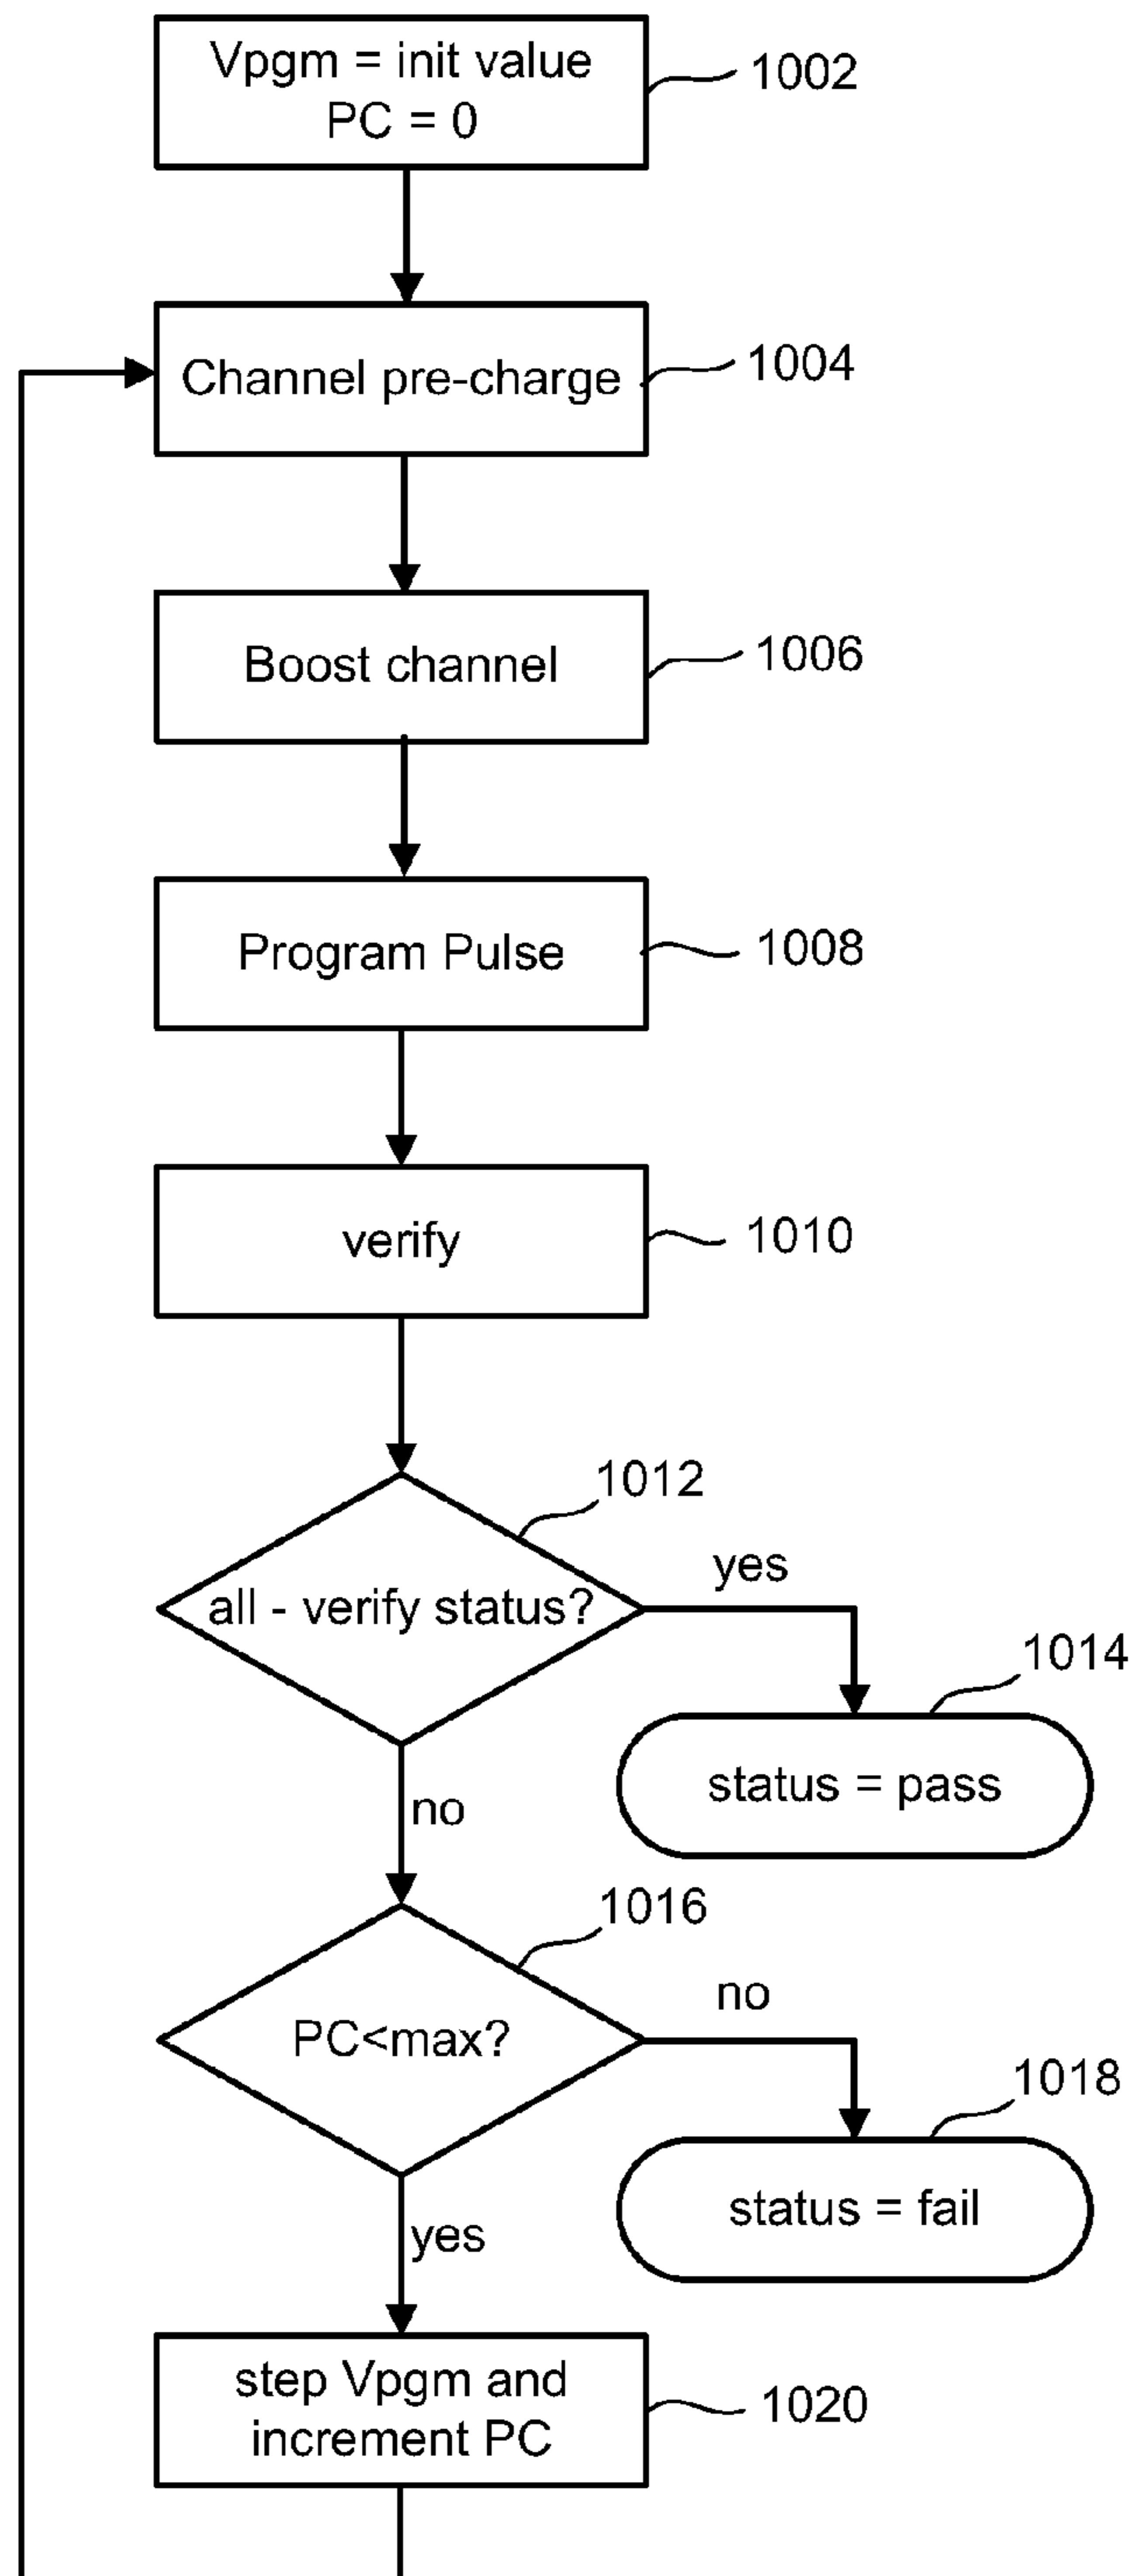 Vpgm = init value
PC = 0
1002
Channel pre-charge
1004
Boost channel
1006
Program Pulse
1008
verify
1010
1012
all - verify status?
yes
1014
status = pass
no
1016
PC<max?
no
1018
status = fail
yes
step Vpgm and
increment PC
1020